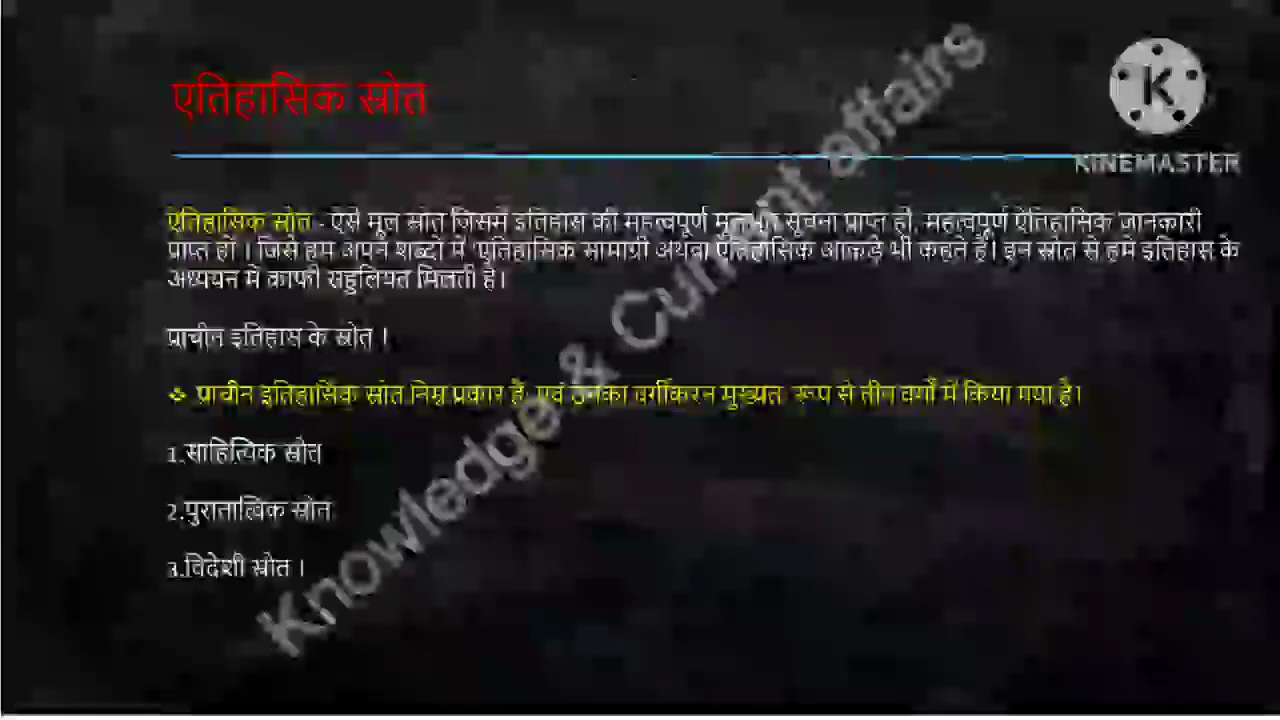 एतिहासिक स्रोत
KINEMASTER
ऐतिहासिक स्रोत - ऐसे मूल स्रोत जिसमें इतिहास की महत्वपूर्ण सूचना प्राप्त हो, महत्वपूर्ण ऐतिहासिक जानकारी
प्राप्त हो । जिसे हम अपने शब्दों में एतिहासिक सामाग्री अथवा एतिहासिक आकड़े भी कहते हैं। इन स्रोत से हमें इतिहास के
अध्ययन में काफी सहुलियत मिलती है।
प्राचीन इतिहास के स्रोत ।
❖ प्राचीन इतिहासिक स्रोत निम्न प्रकार है, एवं उनका वर्गीकरन मुख्यत रूप से तीन वर्गों में किया गया है।
1.साहित्यिक स्रोत
2.पुरातात्विक स्रोत
3.विदेशी स्रोत ।
Knowledge & Current affairs